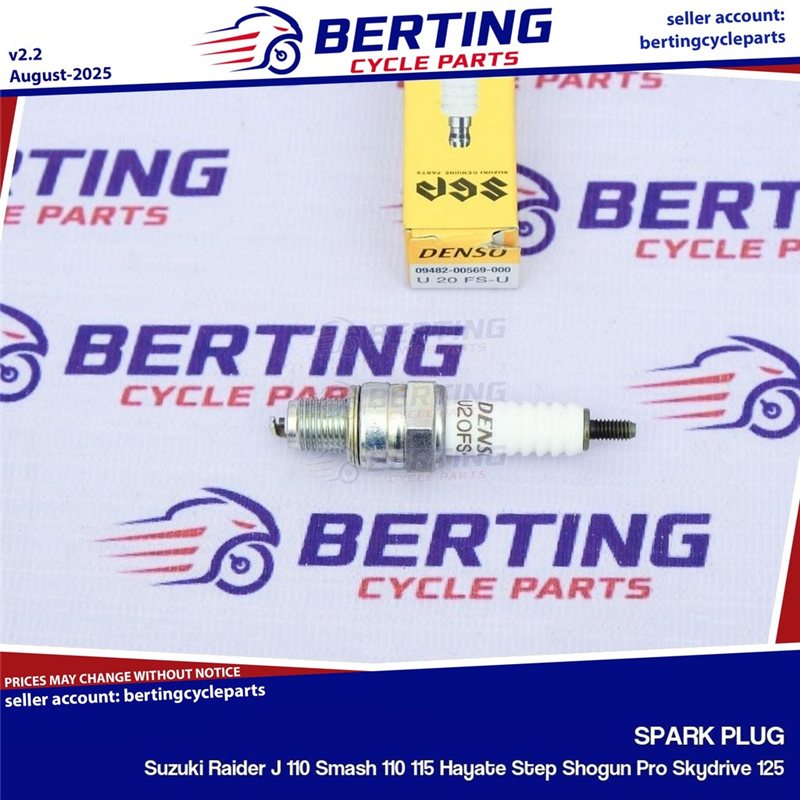 v2.2
August-2025
BERTING
CYCLE PARTS
seller account:
bertingcycleparts
SGP
SUZUKI GENUINE PARTS
DENSO
09482-00569-000
U 20 FS-U
BERTING
CYCLE PARTS
BERTING
CYCLE PARTS
BERTING
CYCLE PARTS
BERTING
CYCLE PARTS
DENSO
U20FS-
BERTING
CYCLE PARTS
PRICES MAY CHANGE WITHOUT NOTICE
seller account: bertingcycleparts
SPARK PLUG
Suzuki Raider J 110 Smash 110 115 Hayate Step Shogun Pro Skydrive 125